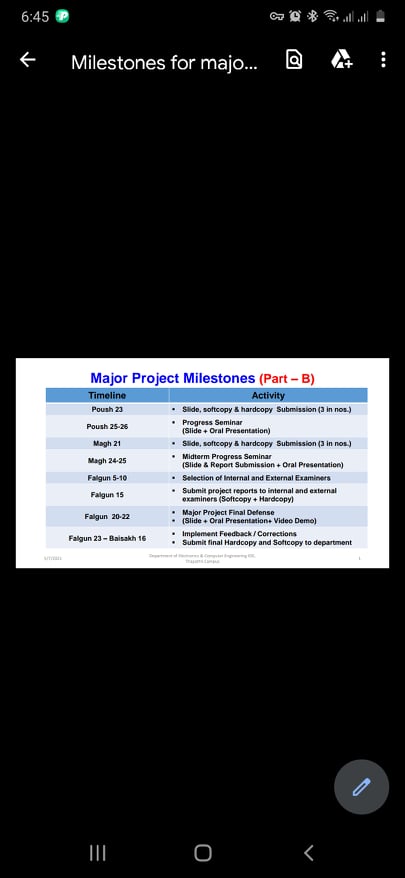 6:45
Milestones for majo...
Major Project Milestones (Part – B)
Timeline Activity
Poush 23 • Slide, softcopy & hardcopy Submission (3 in nos.)
Poush 25-26 • Progress Seminar
(Slide + Oral Presentation)
Magh 21 • Slide, softcopy & hardcopy Submission (3 in nos.)
Magh 24-25 • Midterm Progress Seminar
(Slide & Report Submission + Oral Presentation)
Falgun 5-10 • Selection of Internal and External Examiners
Falgun 15 • Submit project reports to internal and external
examiners (Softcopy + Hardcopy)
Falgun 20-22 • Major Project Final Defense
• (Slide + Oral Presentation+ Video Demo)
Falgun 23 – Baisakh 16 • Implement Feedback / Corrections
• Submit final Hardcopy and Softcopy to department
Department of Electronics & Computer Engineering
Campus
1